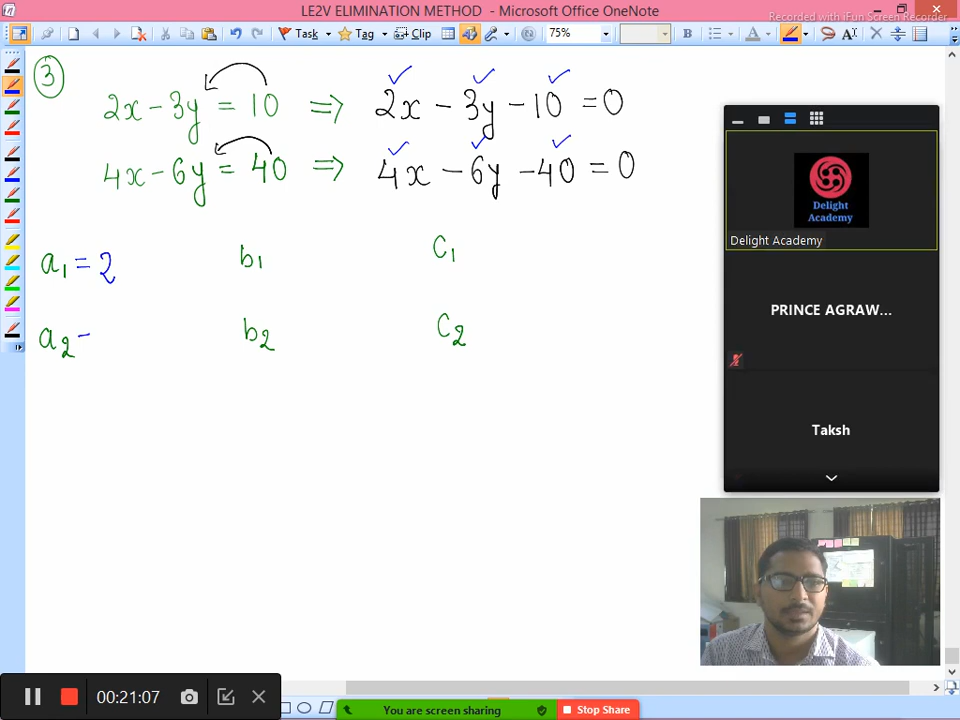 LE2V ELIMINATION METHOD - Microsoft Office OneNote
Recorded with iFun Screen Recorder
Task Tag Clip 75% B
3
2x - 3y = 10 ⇒ 2x - 3y - 10 = 0
4x - 6y = 40 ⇒ 4x - 6y - 40 = 0
a1 = 2 b1 c1
a2 - b2 c2
Delight
Academy
Delight Academy
PRINCE AGRAW...
Taksh
00:21:07
You are screen sharing Stop Share